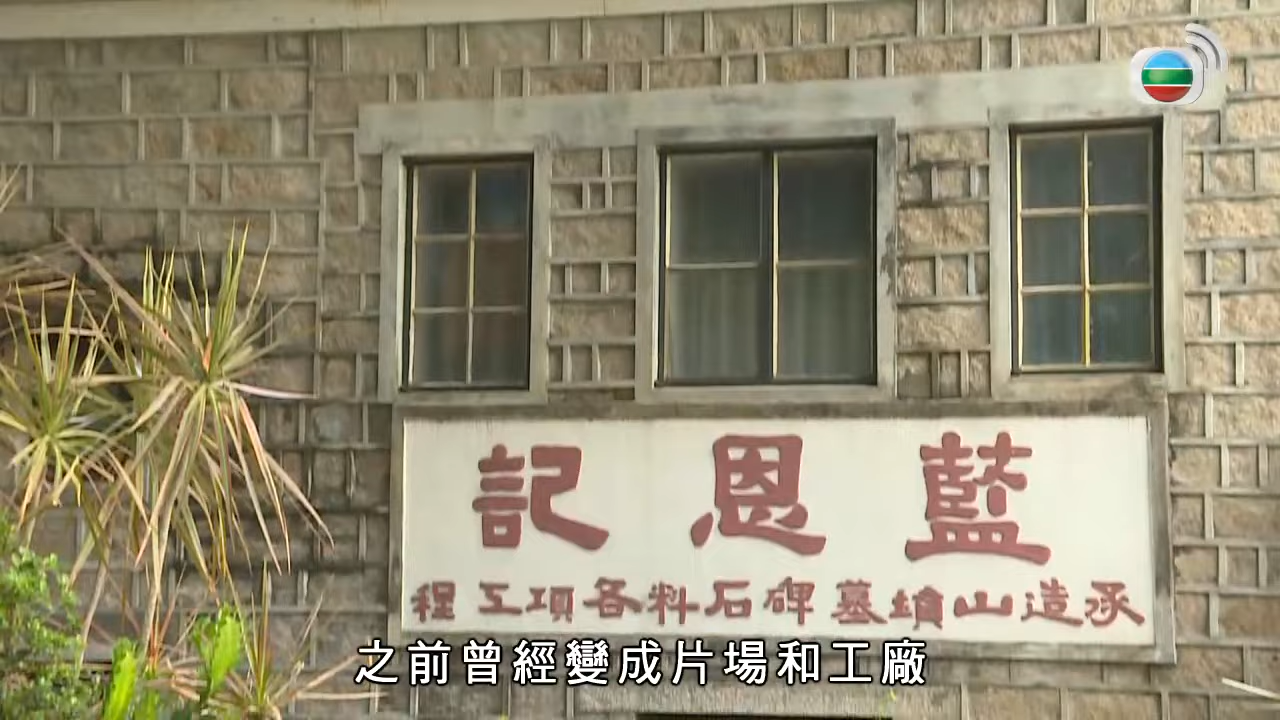 藍恩記
承造山墳墓碑石料各項工程
之前曾經變成片場和工廠